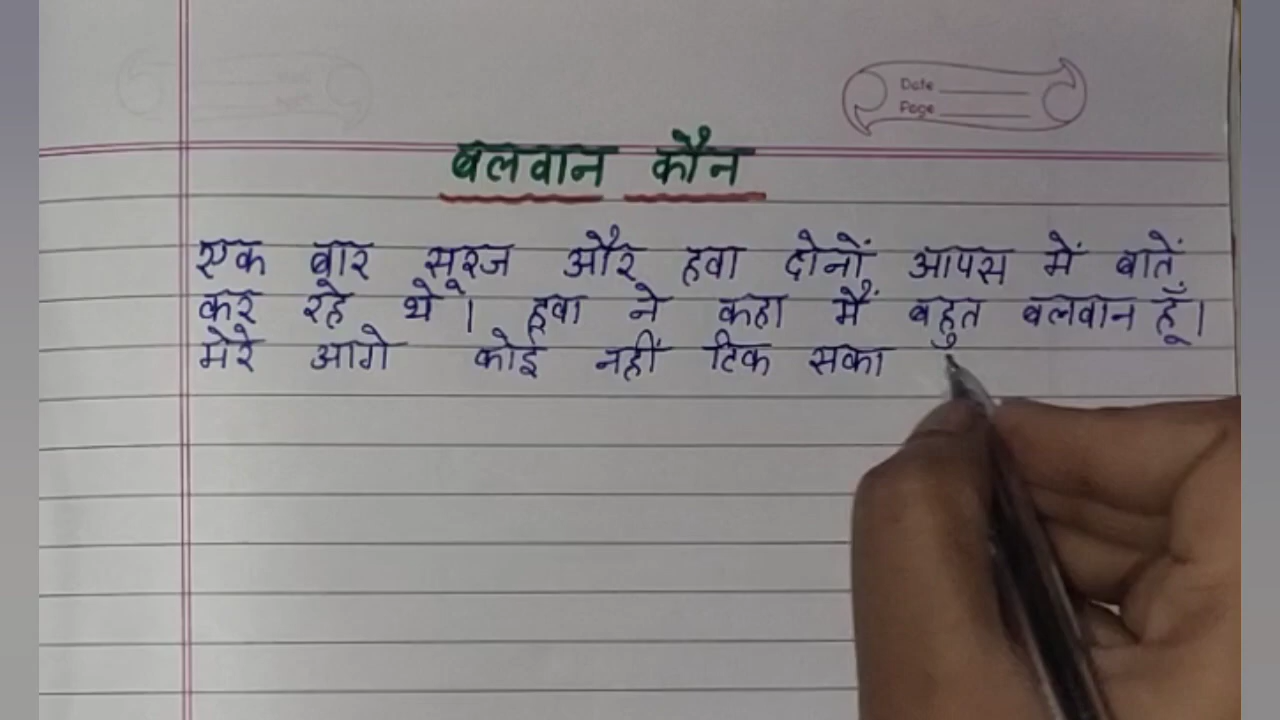 Date
Page
बलवान कौन
एक बार सूरज और हवा दोनों आपस में बातें
कर रहे थे। हवा ने कहा मैं बहुत बलवान हूँ।
मेरे आगे कोई नहीं टिक सका